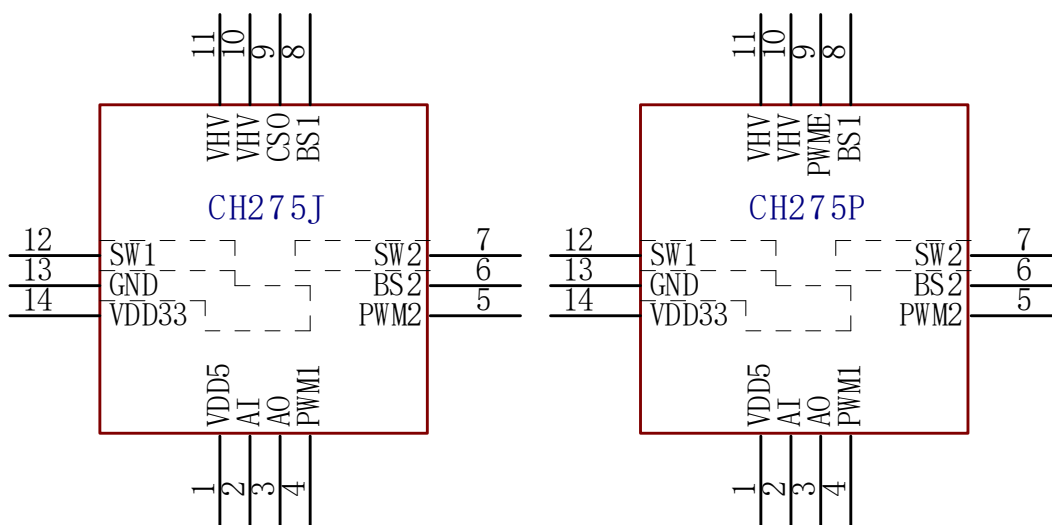 11 10 9 8
VHV VHV CSO BS1
CH275J
12 SW1 SW2 7
13 GND BS2 6
14 VDD33 PWM2 5
VDD5 AI AO PWM1
1 2 3 4
11 10 9 8
VHV VHV PWME BS1
CH275P
12 SW1 SW2 7
13 GND BS2 6
14 VDD33 PWM2 5
VDD5 AI AO PWM1
1 2 3 4